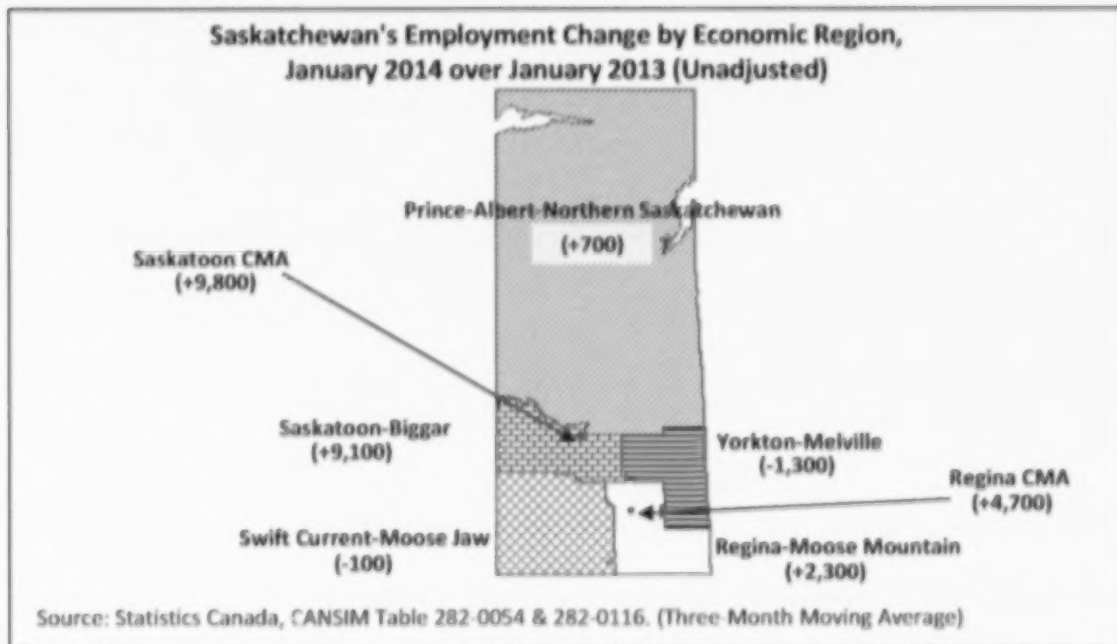 Saskatchewan's Employment Change by Economic Region,
January 2014 over January 2013 (Unadjusted)
Prince-Albert-Northern Saskatchewan
(+700)
Saskatoon CMA
(+9,800)
Saskatoon-Biggar
(+9,100)
Yorkton-Melville
(-1,300)
Regina CMA
(+4,700)
Swift Current-Moose Jaw
(-100)
Regina-Moose Mountain
(+2,300)
Source: Statistics Canada, CANSIM Table 282-0054 & 282-0116. (Three-Month Moving Average)